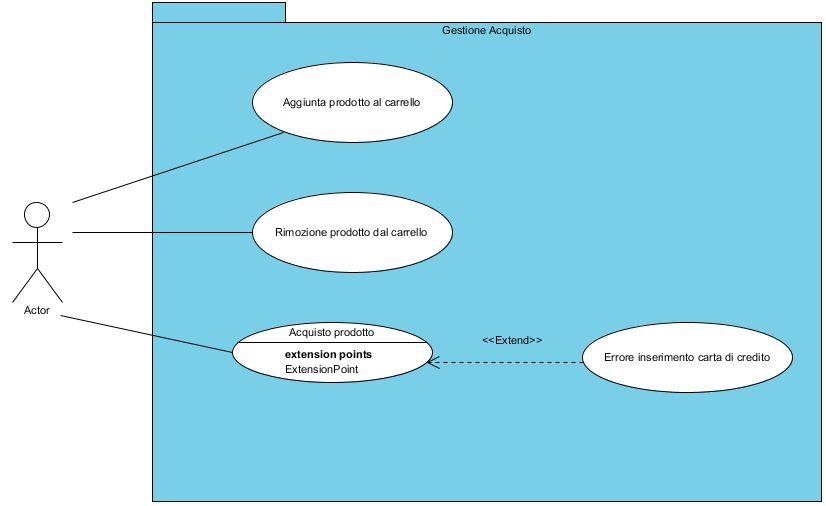 Gestione Acquisto
Aggiunta prodotto al carrello
Rimozione prodotto dal carrello
Actor
Acquisto prodotto
extension points
ExtensionPoint
<<Extend>>
Errore inserimento carta di credito